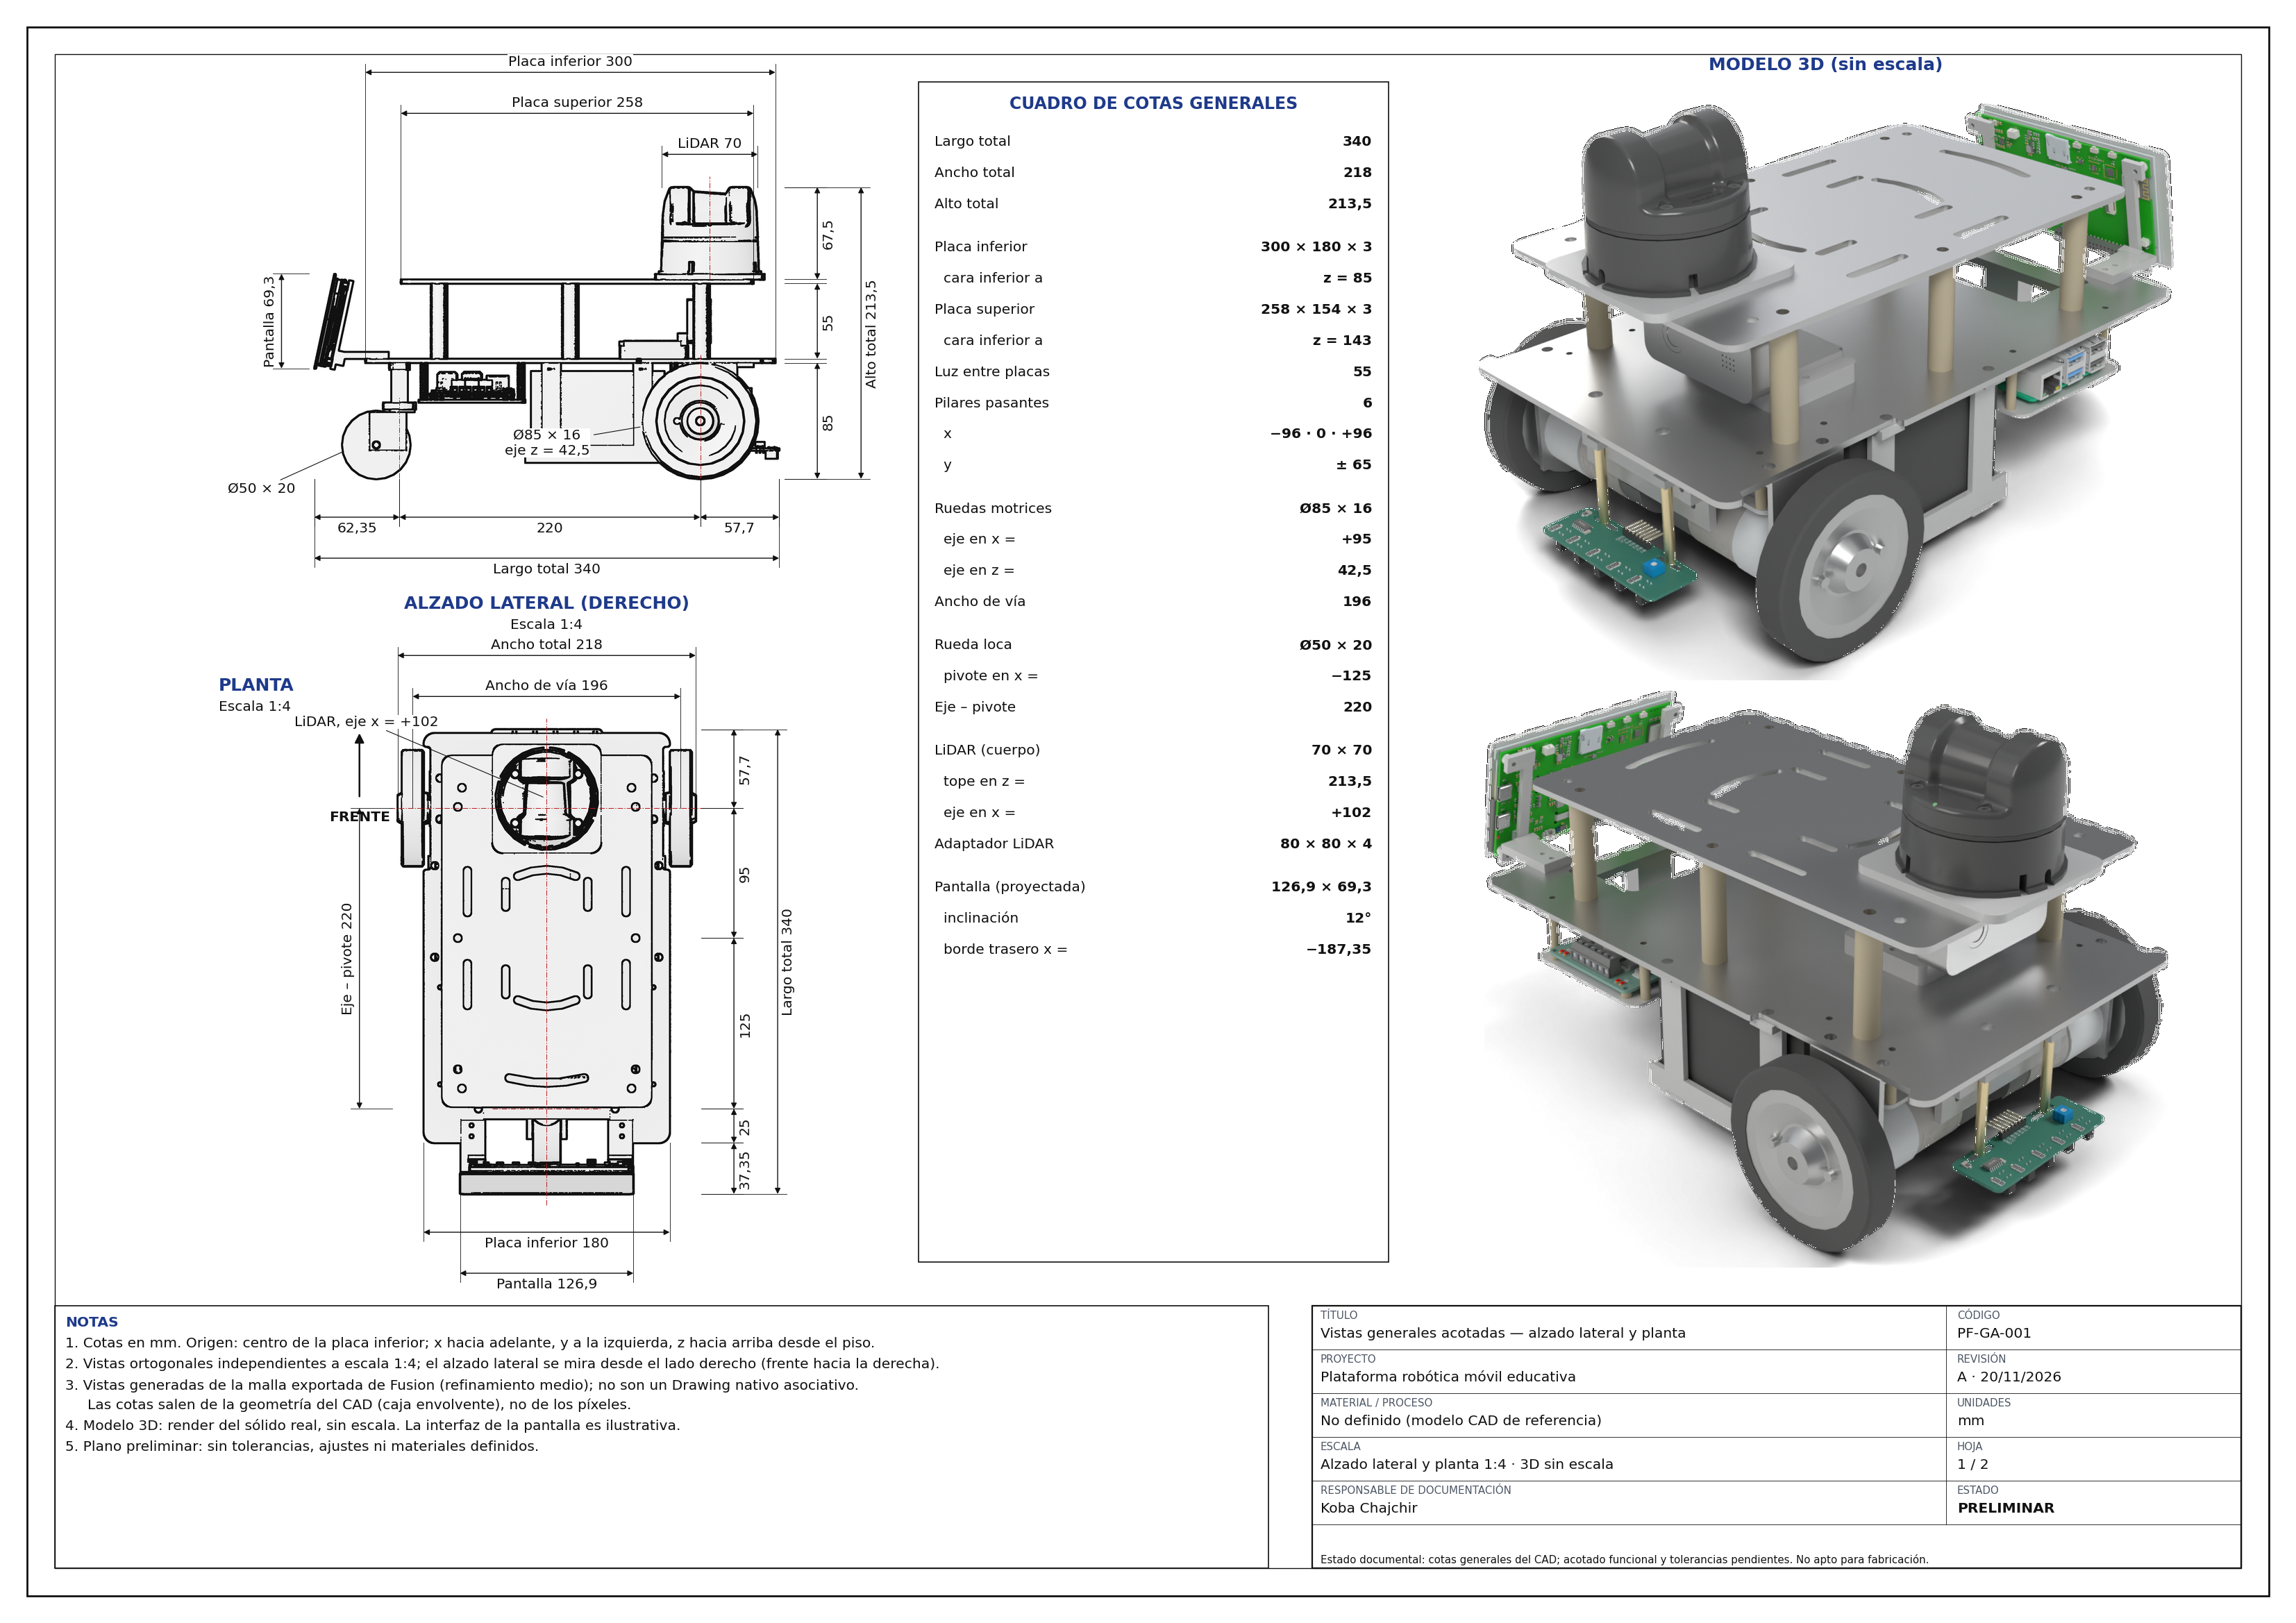 Placa inferior 300
Placa superior 258
LiDAR 70
67,5
55
85
Alto total 213,5
Pantalla 69,3
Ø85 × 16
eje z = 42,5
Ø50 × 20
62,35
220
57,7
Largo total 340
ALZADO LATERAL (DERECHO)
Escala 1:4
Ancho total 218
PLANTA
Escala 1:4
Ancho de vía 196
LiDAR, eje x = +102
FRENTE
57,7
95
125
25
37,35
Largo total 340
Eje – pivote 220
Placa inferior 180
Pantalla 126,9
CUADRO DE COTAS GENERALES
Largo total 340
Ancho total 218
Alto total 213,5
Placa inferior 300 × 180 × 3
cara inferior a z = 85
Placa superior 258 × 154 × 3
cara inferior a z = 143
Luz entre placas 55
Pilares pasantes 6
x −96 · 0 · +96
y ± 65
Ruedas motrices Ø85 × 16
eje en x = +95
eje en z = 42,5
Ancho de vía 196
Rueda loca Ø50 × 20
pivote en x = −125
Eje – pivote 220
LiDAR (cuerpo) 70 × 70
tope en z = 213,5
eje en x = +102
Adaptador LiDAR 80 × 80 × 4
Pantalla (proyectada) 126,9 × 69,3
inclinación 12°
borde trasero x = −187,35
MODELO 3D (sin escala)
NOTAS
1. Cotas en mm. Origen: centro de la placa inferior; x hacia adelante, y a la izquierda, z hacia arriba desde el piso.
2. Vistas ortogonales independientes a escala 1:4; el alzado lateral se mira desde el lado derecho (frente hacia la derecha).
3. Vistas generadas de la malla exportada de Fusion (refinamiento medio); no son un Drawing nativo asociativo.
Las cotas salen de la geometría del CAD (caja envolvente), no de los píxeles.
4. Modelo 3D: render del sólido real, sin escala. La interfaz de la pantalla es ilustrativa.
5. Plano preliminar: sin tolerancias, ajustes ni materiales definidos.
TÍTULO
Vistas generales acotadas — alzado lateral y planta
CÓDIGO
PF-GA-001
PROYECTO
Plataforma robótica móvil educativa
REVISIÓN
A · 20/11/2026
MATERIAL / PROCESO
No definido (modelo CAD de referencia)
UNIDADES
mm
ESCALA
Alzado lateral y planta 1:4 · 3D sin escala
HOJA
1 / 2
RESPONSABLE DE DOCUMENTACIÓN
Koba Chajchir
ESTADO
PRELIMINAR
Estado documental: cotas generales del CAD; acotado funcional y tolerancias pendientes. No apto para fabricación.